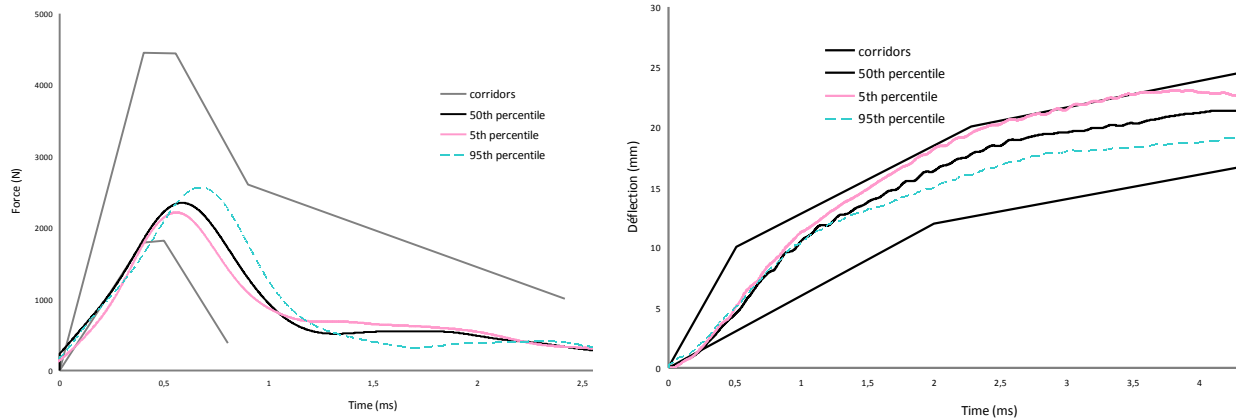 5000
4000
3000
2000
1000
0
Force (N)
corridors
50th percentile
5th percentile
95th percentile
0
0,5
1
1,5
2
2,5
Time (ms)
30
25
20
15
10
5
0
Déflection (mm)
corridors
50th percentile
5th percentile
95th percentile
0
0,5
1
1,5
2
2,5
3
3,5
4
Time (ms)